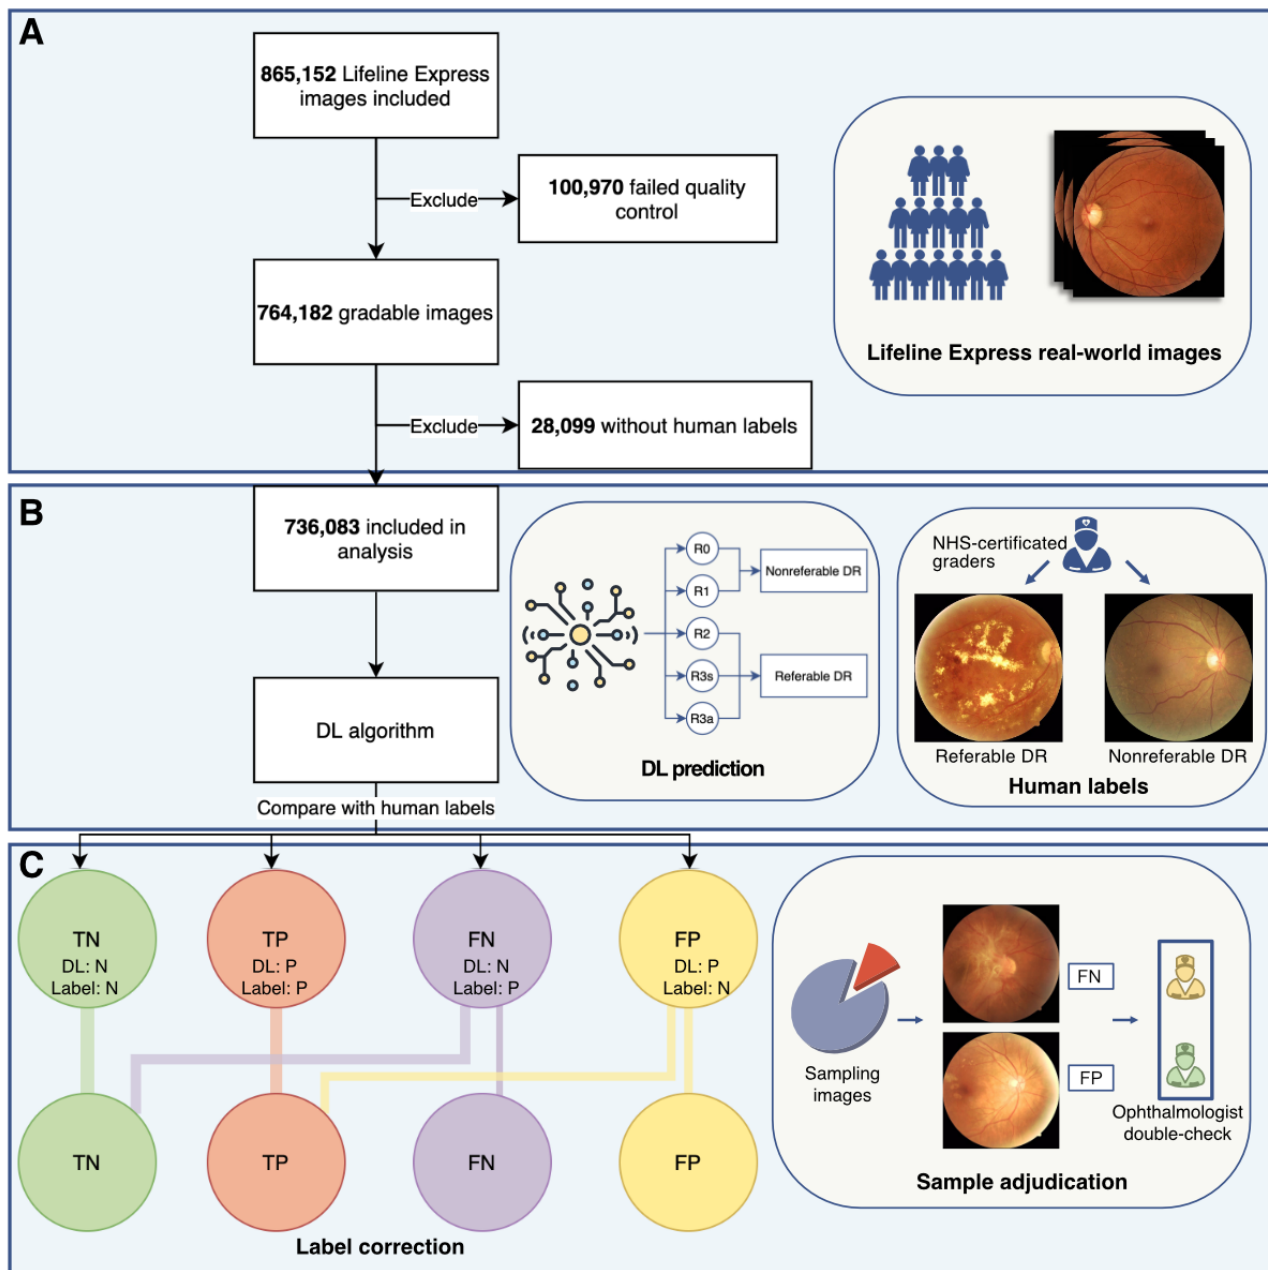 A
865,152 Lifeline Express
images included
Exclude
100,970 failed quality
control
764,182 gradable images
Exclude
28,099 without human labels
Lifeline Express real-world images
B
736,083 included in
analysis
DL algorithm
Compare with human labels
R0
R1
R2
R3s
R3a
Nonreferable DR
Referable DR
DL prediction
NHS-certificated
graders
Referable DR
Nonreferable DR
Human labels
C
TN
DL: N
Label: N
TP
DL: P
Label: P
FN
DL: N
Label: P
FP
DL: P
Label: N
TN
TP
FN
FP
Label correction
Sampling
images
FN
FP
Ophthalmologist
double-check
Sample adjudication